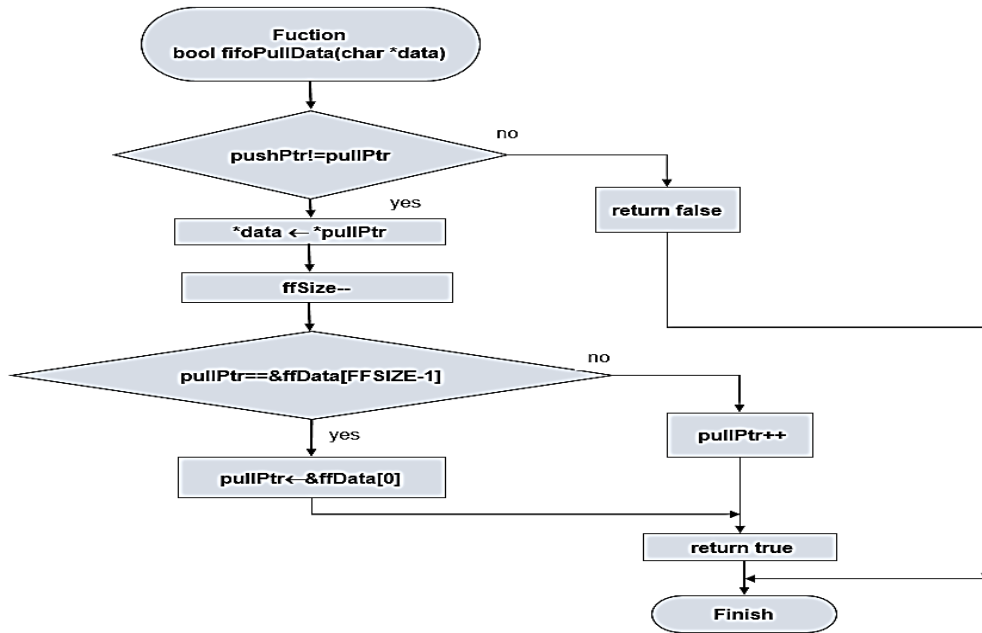 Fuction
bool fifoPullData(char *data)
no
pushPtr!=pullPtr
yes
return false
*data ← *pullPtr
ffSize--
no
pullPtr==&ffData[FFSIZE-1]
yes
pullPtr++
pullPtr←&ffData[0]
return true
Finish